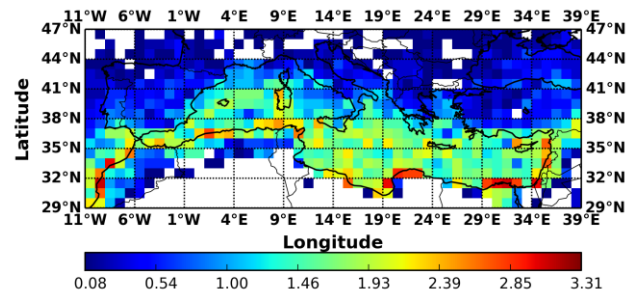 11°W 6°W 1°W 4°E 9°E 14°E 19°E 24°E 29°E 34°E 39°E
47°N 47°N
44°N 44°N
41°N 41°N
38°N 38°N
35°N 35°N
32°N 32°N
29°N 29°N
11°W 6°W 1°W 4°E 9°E 14°E 19°E 24°E 29°E 34°E 39°E
Latitude
Longitude
0.08 0.54 1.00 1.46 1.93 2.39 2.85 3.31